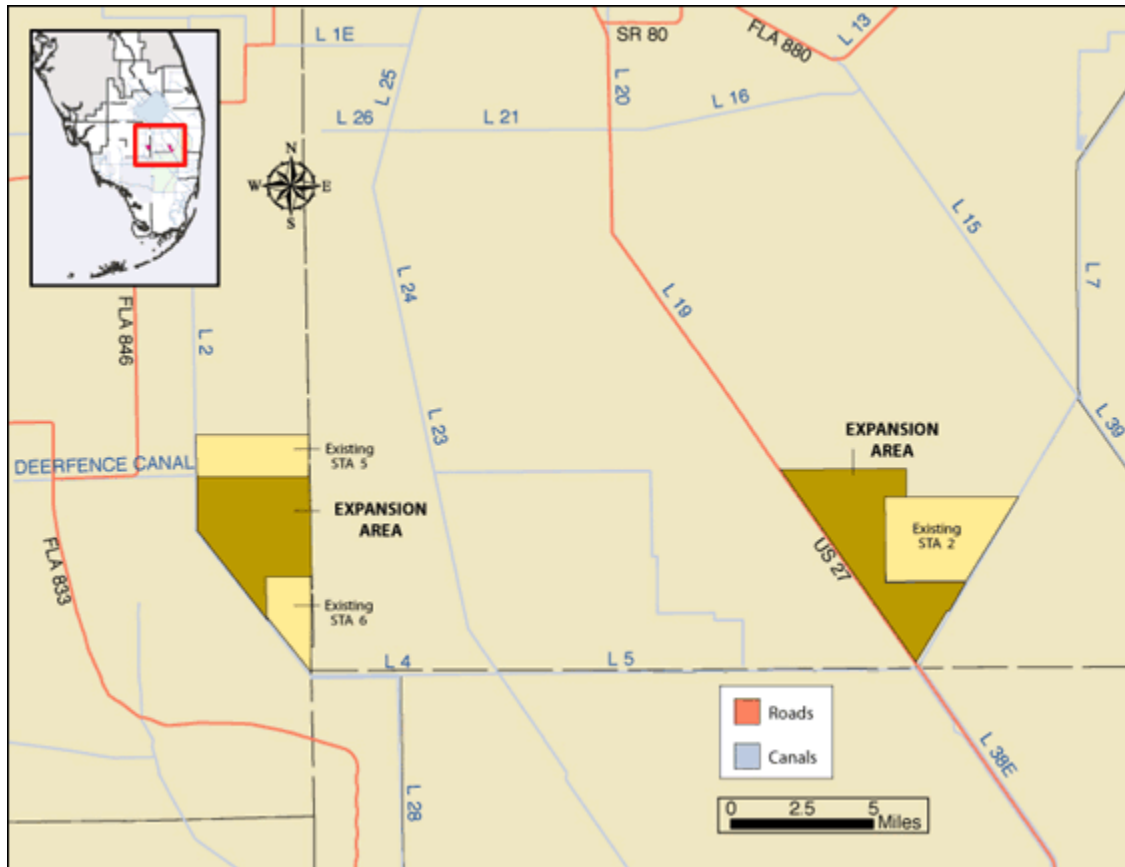 L 1E
L 25
SR 80
FLA 880
L 13
L 20
L 16
L 26
L 21
N
W
E
S
L 15
L 7
L 24
L 19
FLA 846
L 2
L 23
L 39
Existing
STA 5
DEERFENCE CANAL
EXPANSION
AREA
EXPANSION
AREA
Existing
STA 2
US 27
FLA 833
Existing
STA 6
L 4
L 5
Roads
Canals
L 38E
L 28
0
2.5
5
Miles